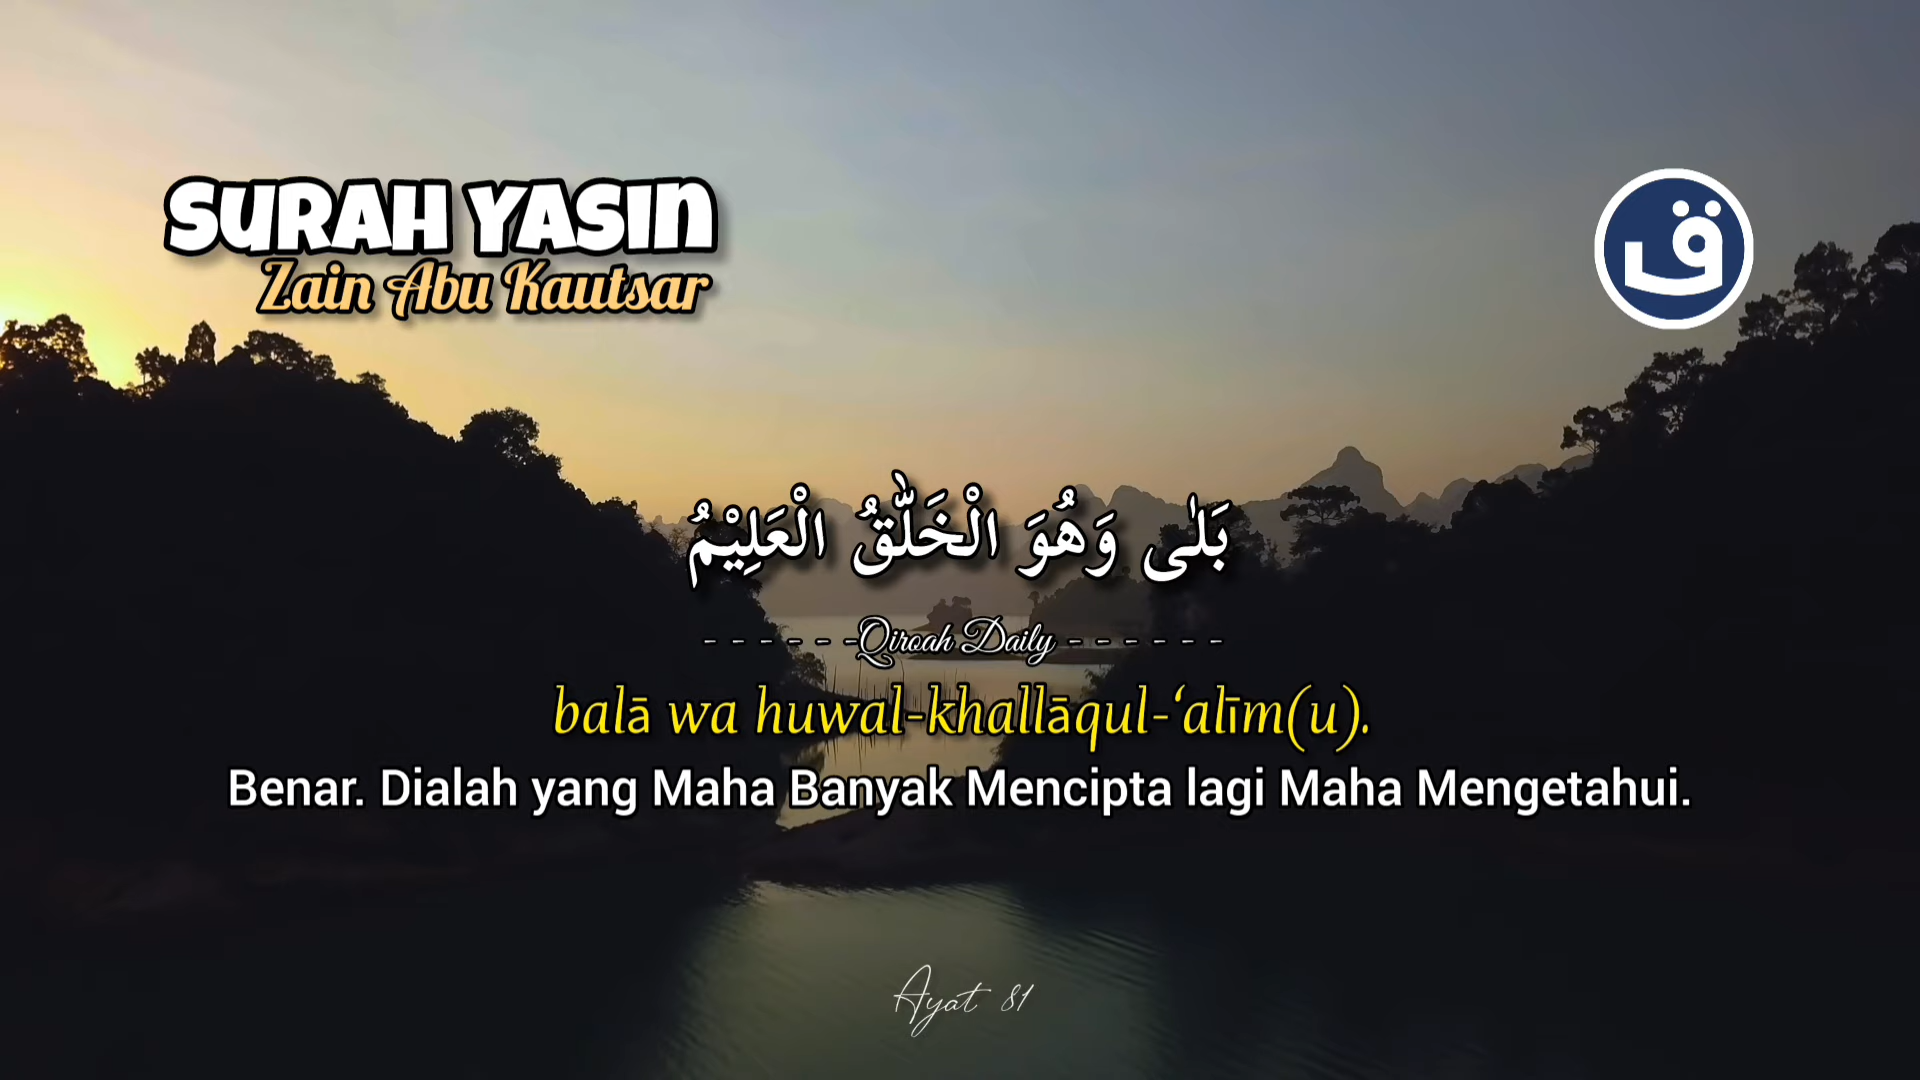 SURAH YASIN
Zain Abu Kautsar
ق
بَلٰى وَهُوَ الْخَلّٰقُ الْعَلِيْمُ
- - - - - -Qiroah Daily - - - - - -
balā wa huwal-khallāqul-‘alīm(u).
Benar. Dialah yang Maha Banyak Mencipta lagi Maha Mengetahui.
Ayat 81